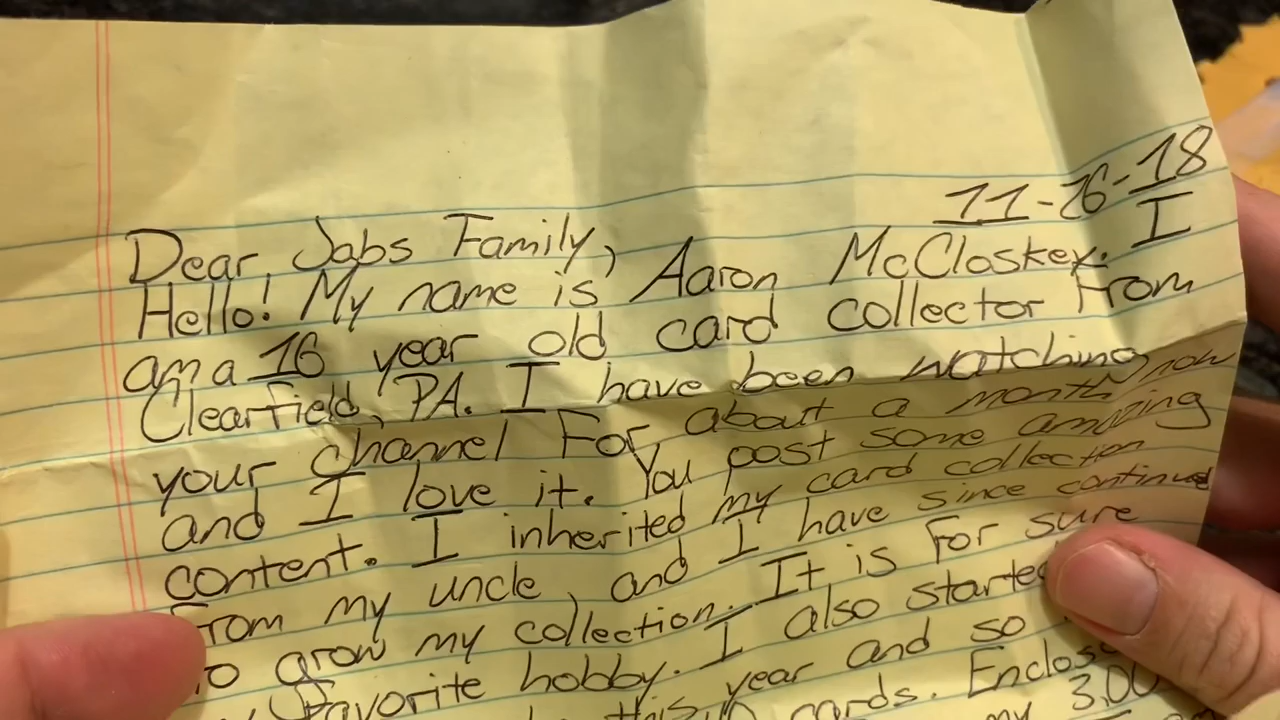 11-26-18
Dear, Jabs Family,
Hello! My name is Aaron McCloskey. I
am a 16 year old card collector From
Clearfield, PA. I have been watching
your channel For about a month now
and I love it. You post some amazing
content. I inherited my card collection
From my uncle, and I have since continued
to grow my collection. It is For sure
Favorite hobby. I also started
this year and so
cards. Enclose
my 3,00